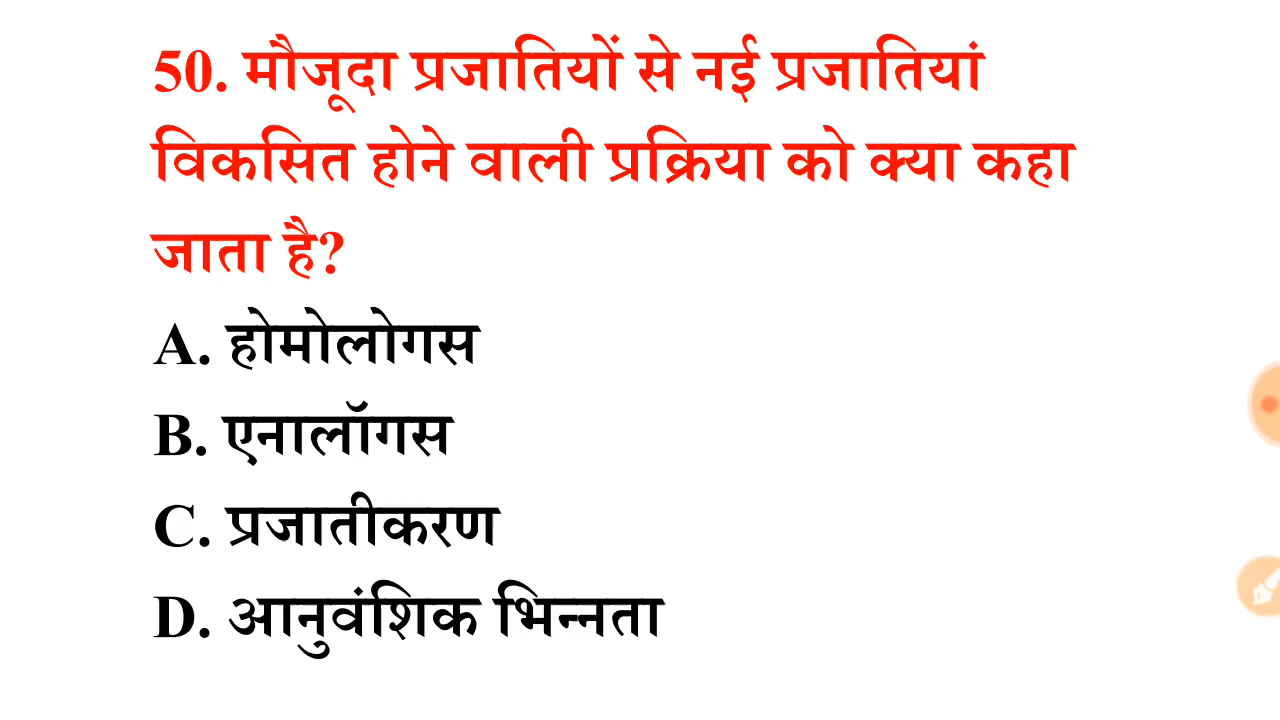 50. मौजूदा प्रजातियों से नई प्रजातियां
विकसित होने वाली प्रक्रिया को क्या कहा
जाता है?
A. होमोलोगस
B. एनालॉगस
C. प्रजातीकरण
D. आनुवंशिक भिन्नता